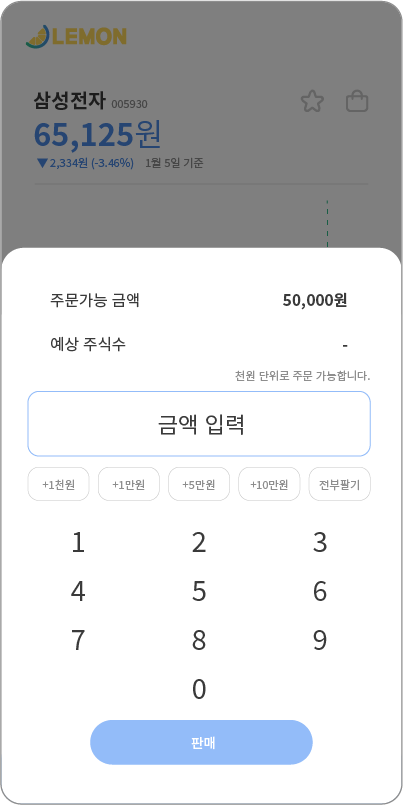 LEMON
삼성전자 005930
65,125원
▼2,334원 (-3.46%) 1월 5일 기준
주문가능 금액 50,000원
예상 주식수 -
천원 단위로 주문 가능합니다.
금액 입력
+1천원 +1만원 +5만원 +10만원 전부팔기
1 2 3
4 5 6
7 8 9
0
판매